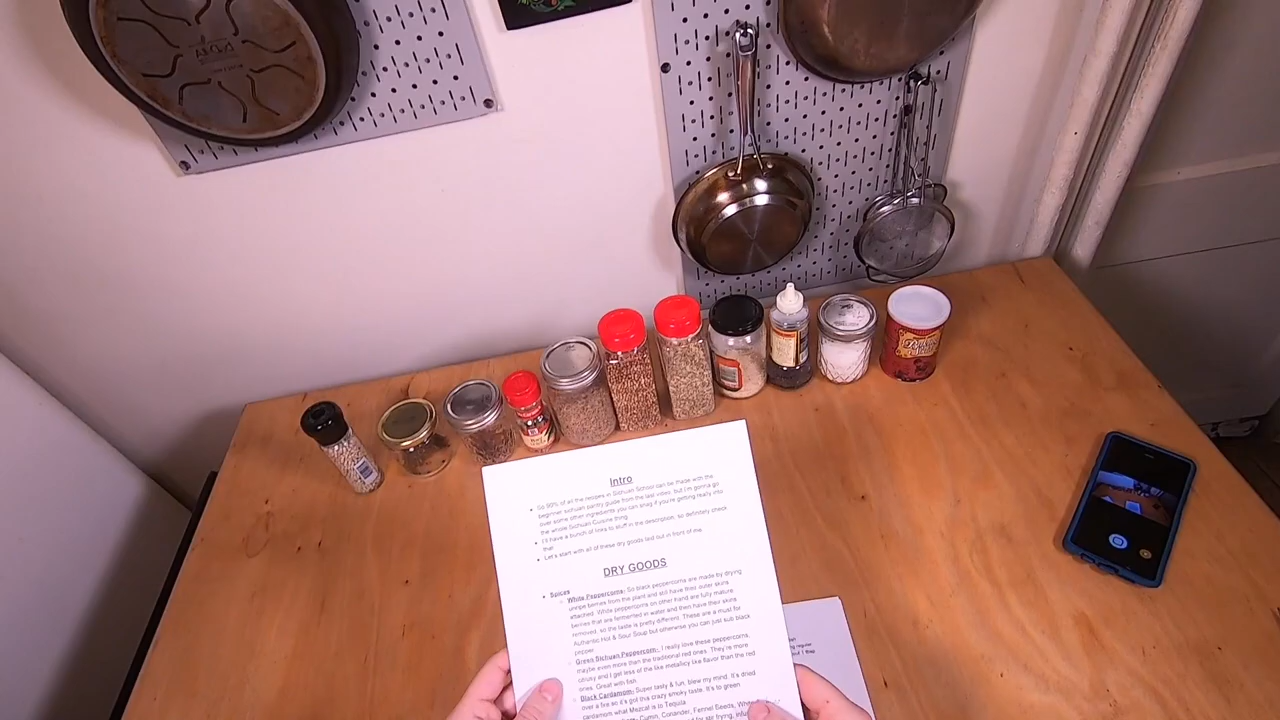 Intro
So 90% of all the recipes in Sichuan School can be made with the
beginner sichuan pantry guide from the last video, but I'm gonna go
over some other ingredients you can snag if you're getting really into
the whole Sichuan Cuisine thing.
I'll have a bunch of links to stuff in the description, so definitely check
that
Let's start with all of these dry goods laid out in front of me.
DRY GOODS
Spices
White Peppercorns- So black peppercorns are made by drying
unripe berries from the plant and still have their outer skins
attached. White peppercorns on other hand are fully mature
berries that are fermented in water and then have their skins
removed, so the taste is pretty different. These are a must for
Authentic Hot & Sour Soup but otherwise you can just sub black
pepper.
Green Sichuan Peppercorn- I really love these peppercorns,
maybe even more than the traditional red ones. They're more
citrusy and I get less of the like metallicy like flavor than the red
ones. Great with fish.
Black Cardamom- Super tasty & fun, blew my mind. It's dried
over a fire so it's got this crazy smoky taste. It's to green
cardamom what Mezcal is to Tequila.
Cumin, Coriander, Fennel Seeds, White
for stir frying,
regular